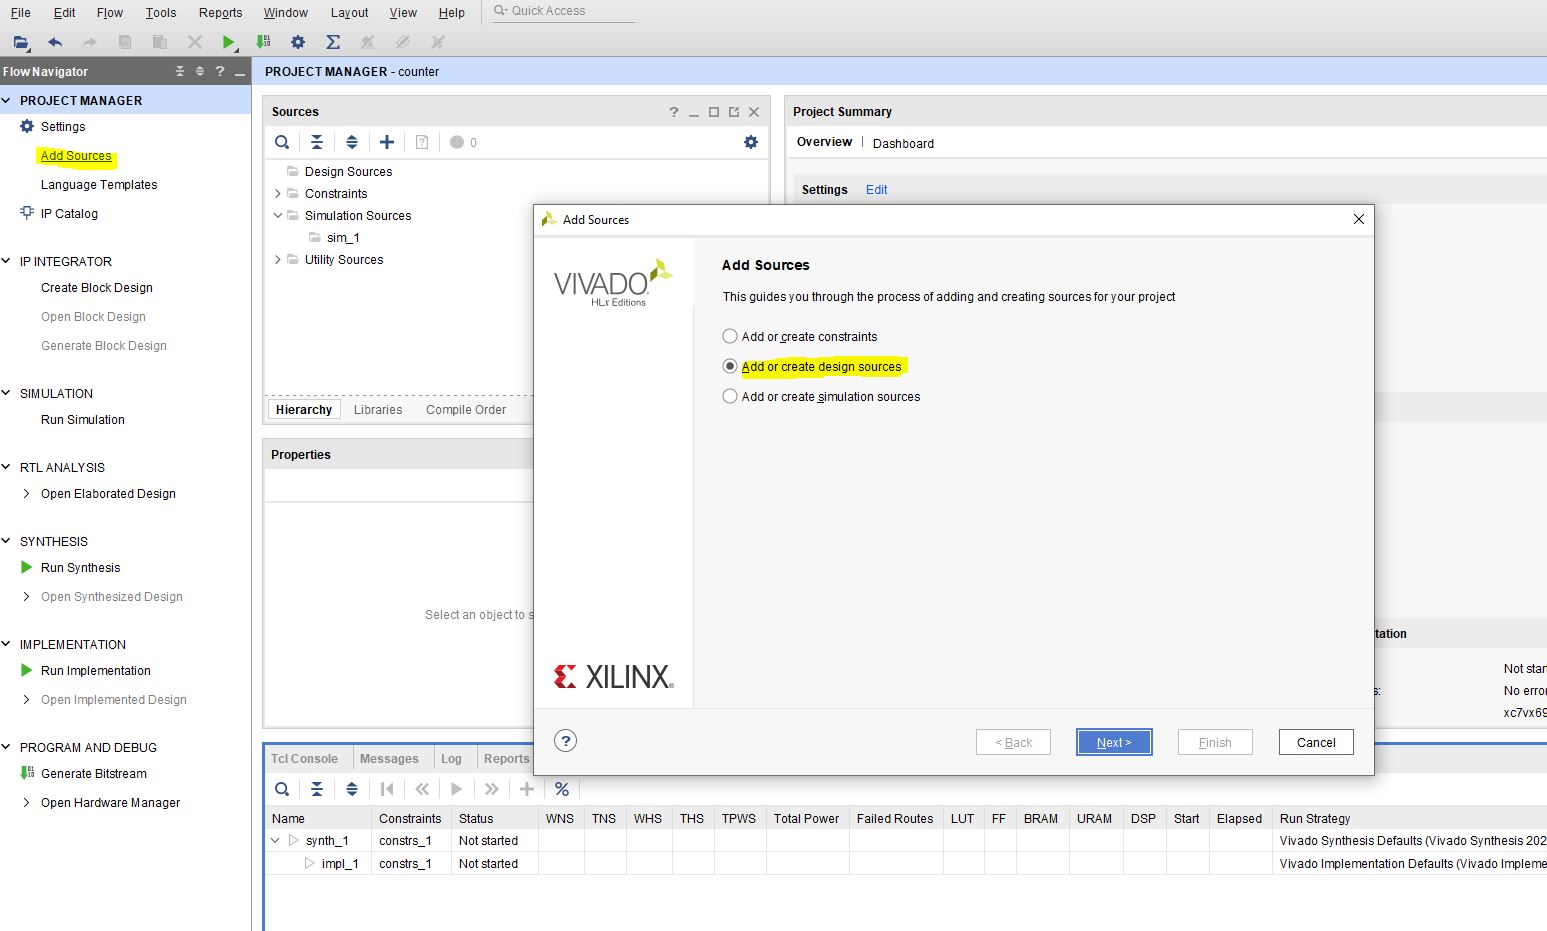 File Edit Flow Tools Reports Window Layout View Help Quick Access
Flow Navigator
PROJECT MANAGER
Settings
Add Sources
Language Templates
IP Catalog
IP INTEGRATOR
Create Block Design
Open Block Design
Generate Block Design
SIMULATION
Run Simulation
RTL ANALYSIS
Open Elaborated Design
SYNTHESIS
Run Synthesis
Open Synthesized Design
IMPLEMENTATION
Run Implementation
Open Implemented Design
PROGRAM AND DEBUG
Generate Bitstream
Open Hardware Manager
PROJECT MANAGER - counter
Sources
0
Design Sources
Constraints
Simulation Sources
sim_1
Utility Sources
Hierarchy Libraries Compile Order
Properties
Select an object to s
Project Summary
Overview | Dashboard
Settings Edit
Add Sources
VIVADO
HLx Editions
XILINX
Add Sources
This guides you through the process of adding and creating sources for your project
Add or create constraints
Add or create design sources
Add or create simulation sources
? < Back Next > Finish Cancel
tation
Not star
s: No erro
xc7vx69
Tcl Console Messages Log Reports
Name Constraints Status WNS TNS WHS THS TPWS Total Power Failed Routes LUT FF BRAM URAM DSP Start Elapsed Run Strategy
synth_1 constrs_1 Not started Vivado Synthesis Defaults (Vivado Synthesis 202
impl_1 constrs_1 Not started Vivado Implementation Defaults (Vivado Impleme